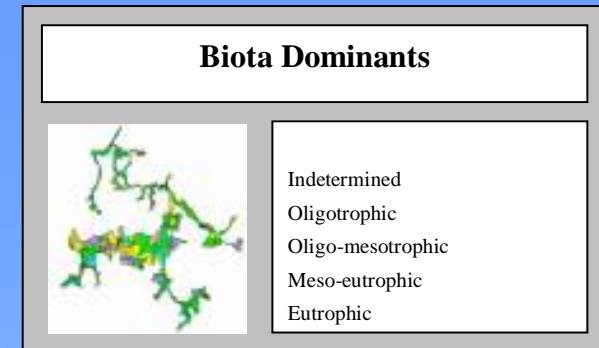 Biota Dominants
Indetermined
Oligotrophic
Oligo-mesotrophic
Meso-eutrophic
Eutrophic